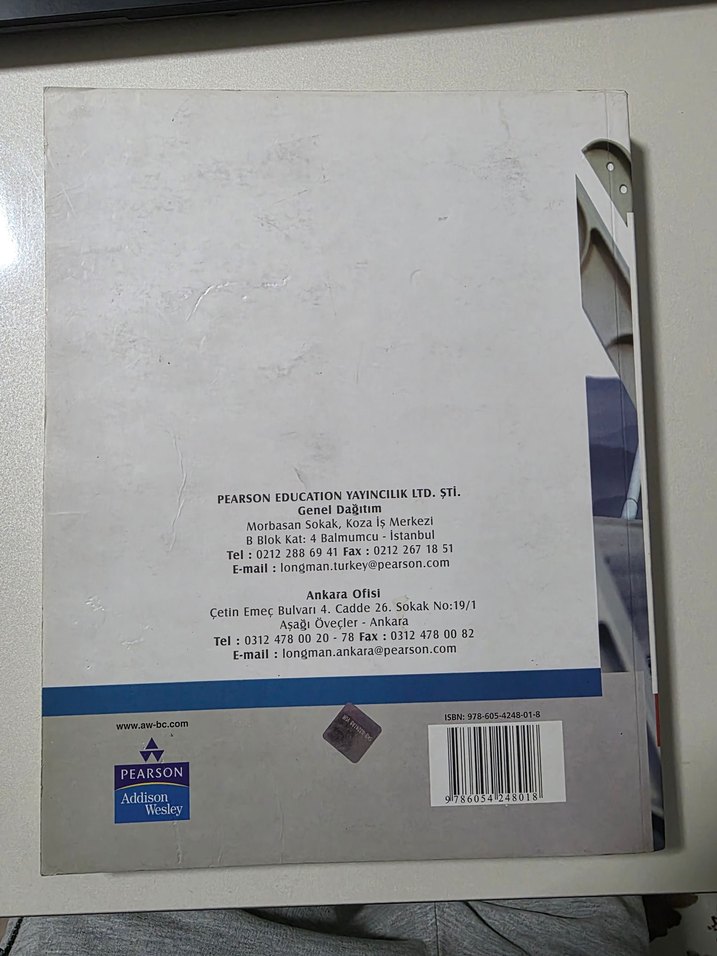 PEARSON EDUCATION YAYINCILIK LTD. ŞTİ.
Genel Dağıtım
Morbasan Sokak, Koza İş Merkezi
B Blok Kat: 4 Balmumcu - İstanbul
Tel : 0212 288 69 41 Fax : 0212 267 18 51
E-mail : longman.turkey@pearson.com
Ankara Ofisi
Çetin Emeç Bulvarı 4. Cadde 26. Sokak No:19/1
Aşağı Öveçler - Ankara
Tel : 0312 478 00 20 - 78 Fax : 0312 478 00 82
E-mail : longman.ankara@pearson.com
www.aw-bc.com
PEARSON
Addison
Wesley
ISBN: 978-605-4248-01-8
9 786054 248018